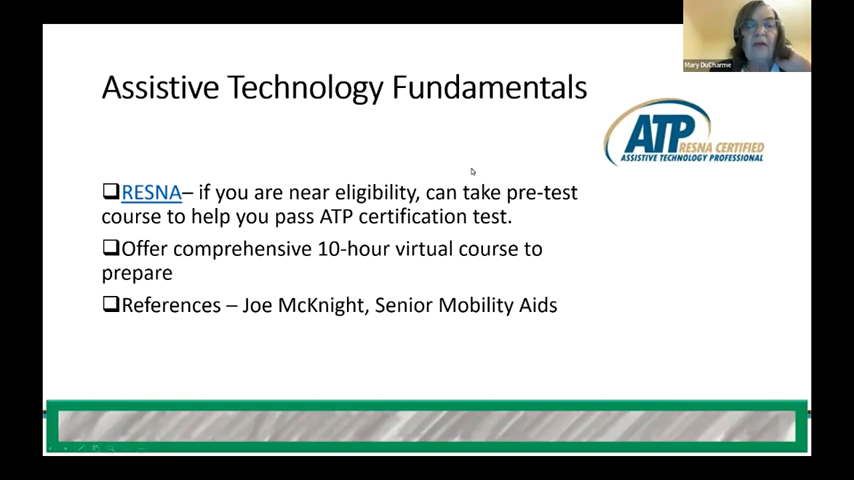 Mary DuCharme
Assistive Technology Fundamentals
ATP
RESNA CERTIFIED
ASSISTIVE TECHNOLOGY PROFESSIONAL
❑RESNA– if you are near eligibility, can take pre-test
course to help you pass ATP certification test.
❑Offer comprehensive 10-hour virtual course to
prepare
❑References – Joe McKnight, Senior Mobility Aids